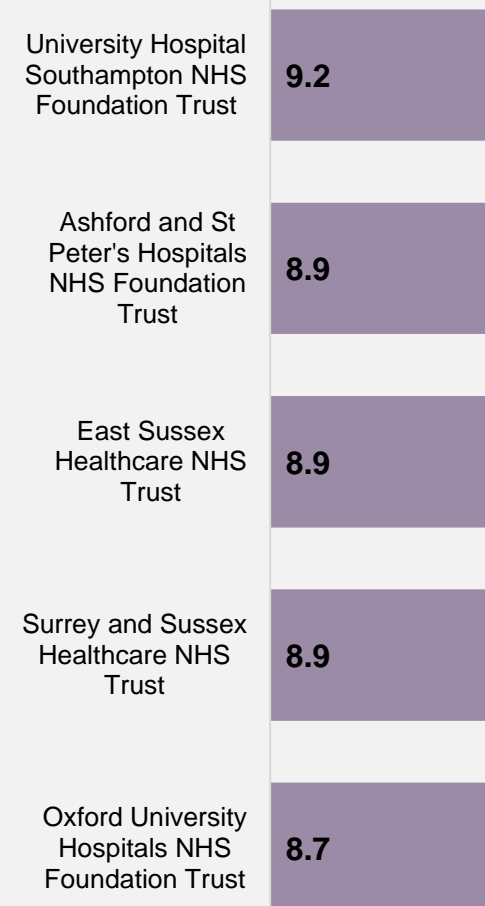 University Hospital
Southampton NHS
Foundation Trust
9.2
Ashford and St
Peter's Hospitals
NHS Foundation
Trust
8.9
East Sussex
Healthcare NHS
Trust
8.9
Surrey and Sussex
Healthcare NHS
Trust
8.9
Oxford University
Hospitals NHS
Foundation Trust
8.7